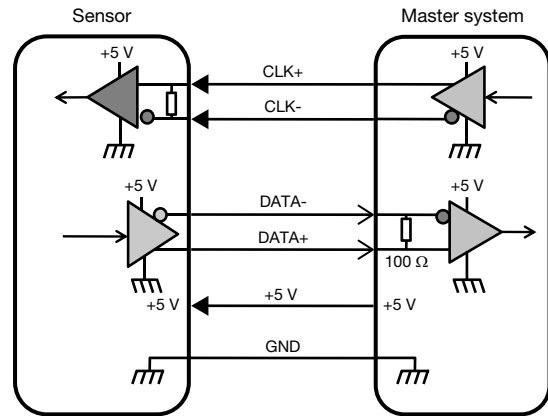 Sensor
Master system
+5 V
CLK+
+5 V
CLK-
+5 V
DATA-
+5 V
DATA+
100 Ω
+5 V
+5 V
+5 V
GND